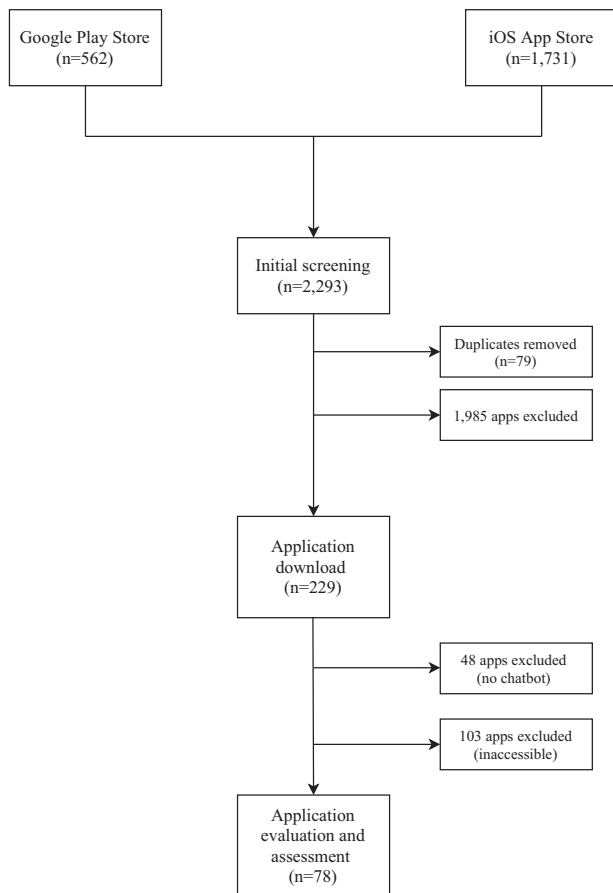 Google Play Store
(n=562)
iOS App Store
(n=1,731)
Initial screening
(n=2,293)
Duplicates removed
(n=79)
1,985 apps excluded
Application
download
(n=229)
48 apps excluded
(no chatbot)
103 apps excluded
(inaccessible)
Application
evaluation and
assessment
(n=78)